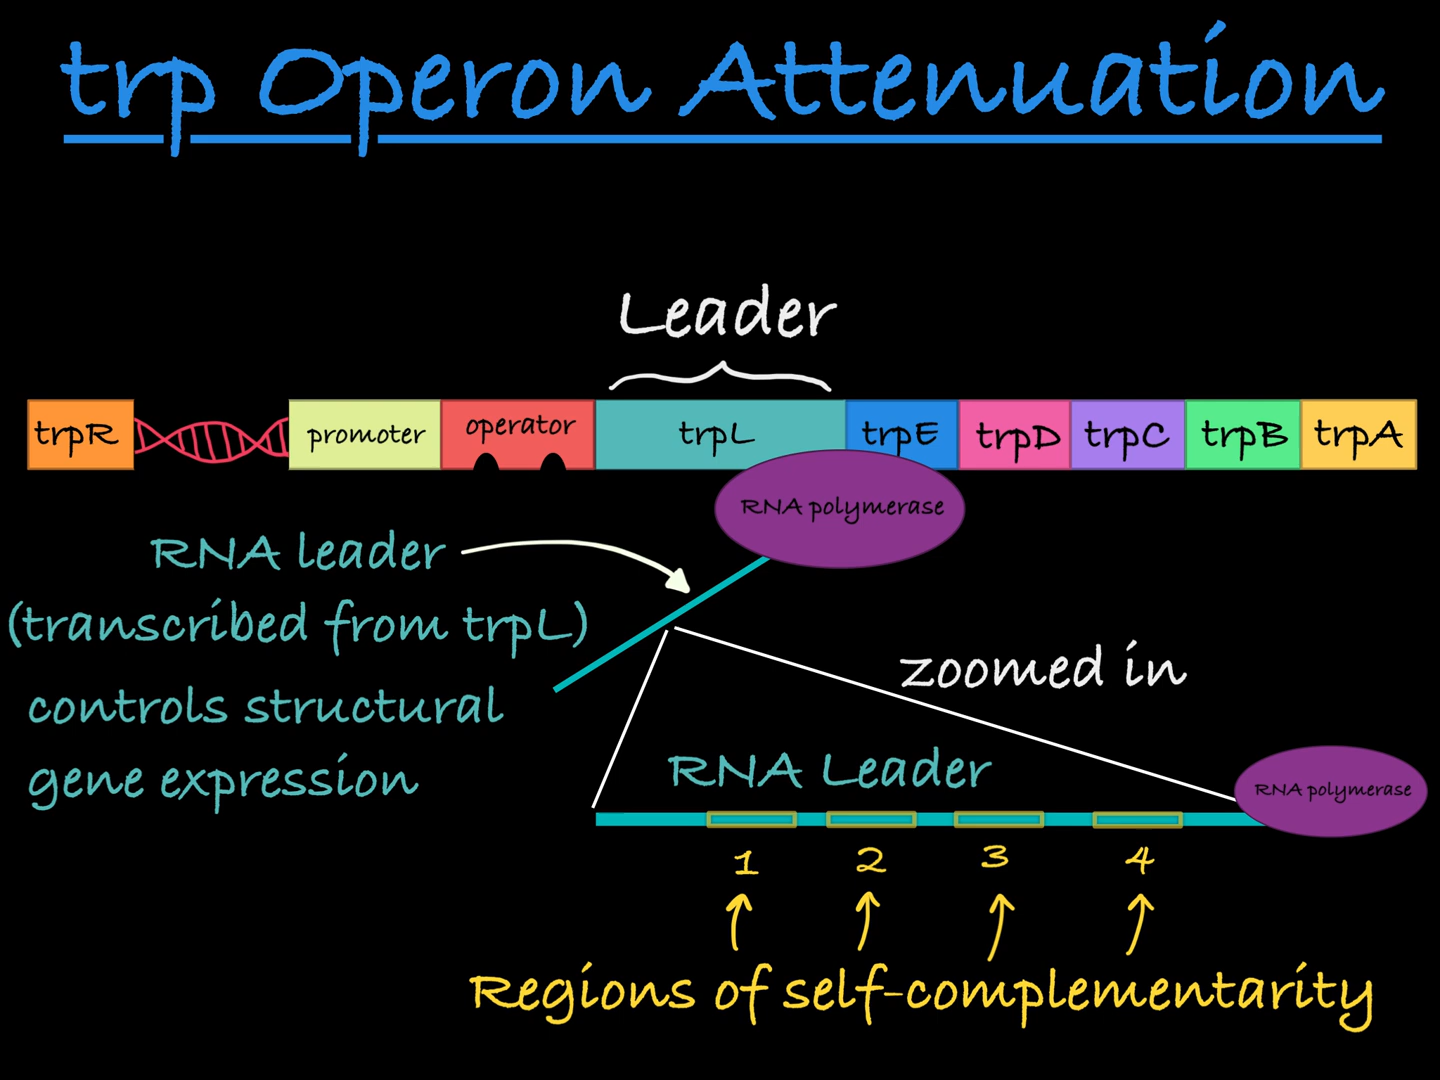 trp Operon Attenuation
Leader
trpR
promoter
operator
trpL
trpE
trpD
trpC
trpB
trpA
RNA polymerase
RNA leader
(transcribed from trpL)
controls structural
gene expression
zoomed in
RNA Leader
RNA polymerase
1 2 3 4
Regions of self-complementarity